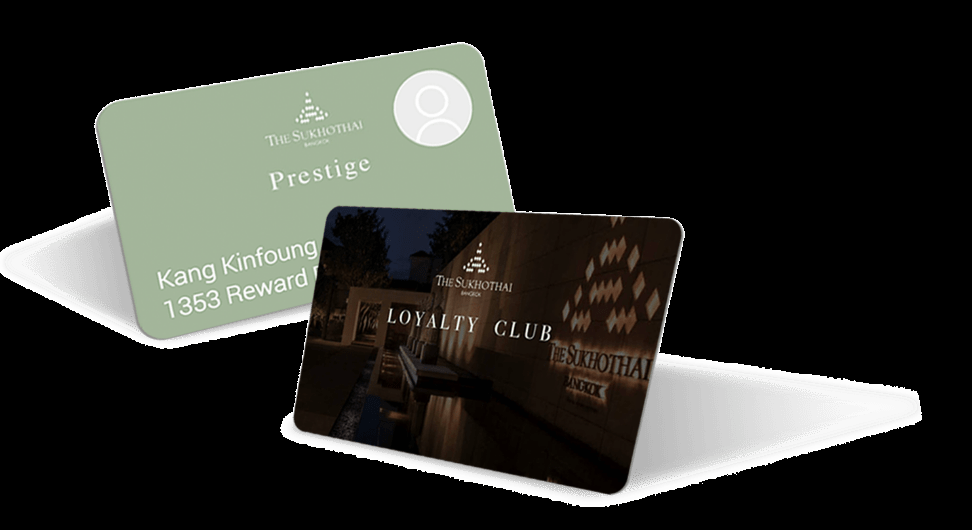 THE SUKHOTHAI
BANGKOK
Prestige
Kang Kinfoung
1353 Reward
THE SUKHOTHAI
BANGKOK
LOYALTY CLUB
THE SUKHOTHAI
BANGKOK